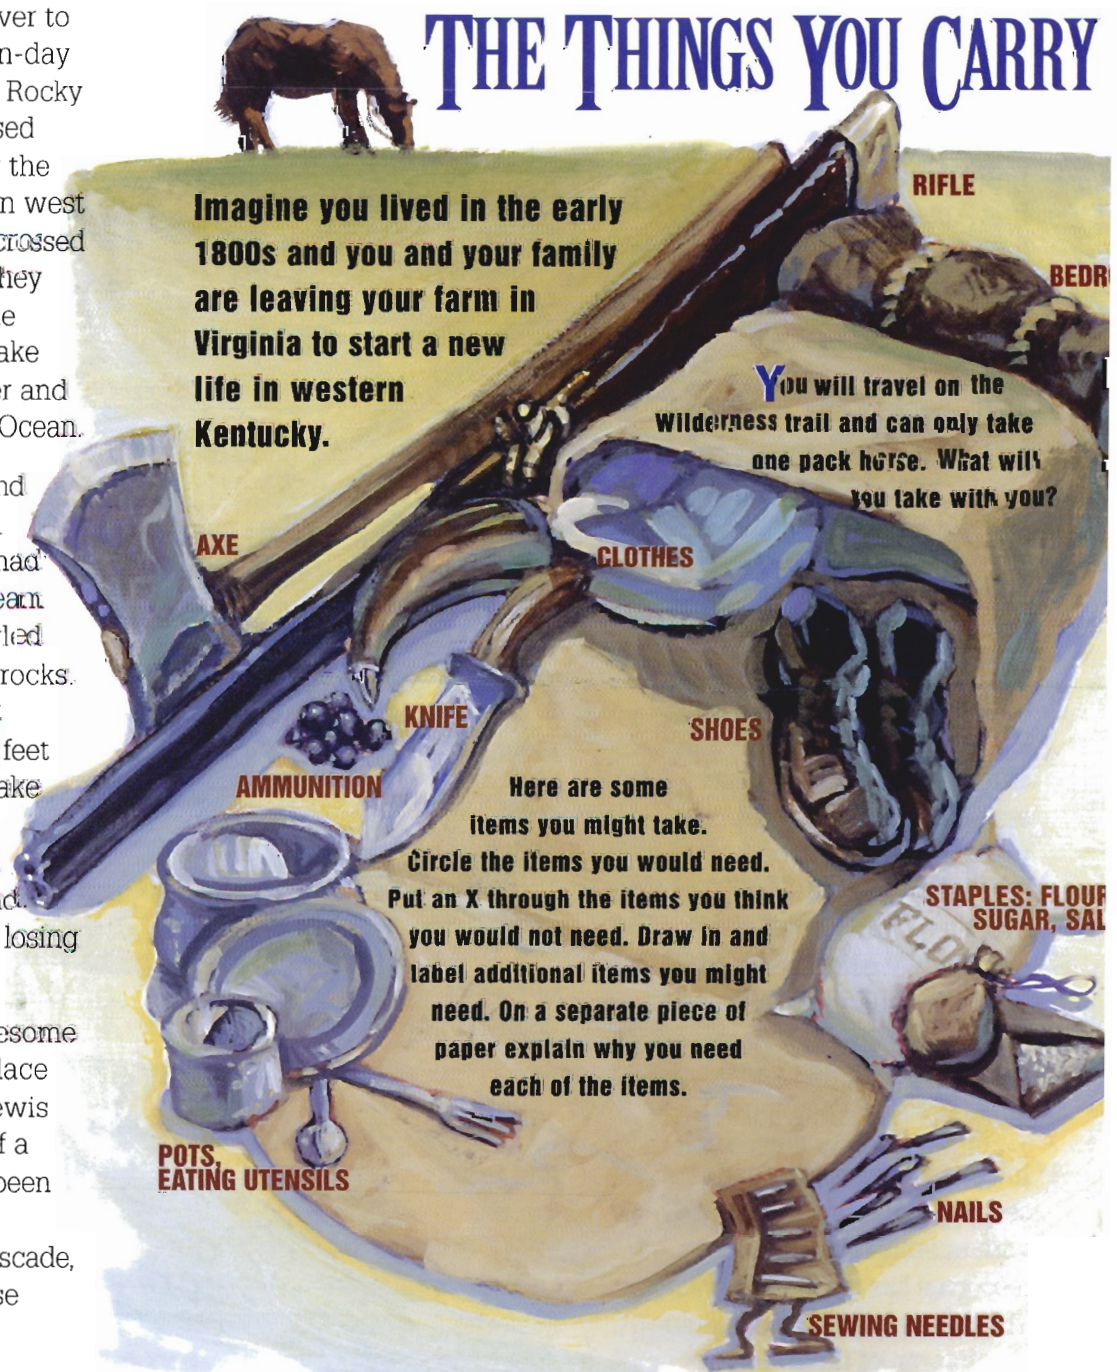 ver to
n-day
Rocky
sed
the
n west
crossed
hey
e
ake
er and
Ocean.
nd
had
eam
rled
rocks.
feet
ake
nd.
losing
esome
lace
ewis
f a
been
scade,
se
THE THINGS YOU CARRY
Imagine you lived in the early
1800s and you and your family
are leaving your farm in
Virginia to start a new
life in western
Kentucky.
RIFLE
BEDR
You will travel on the
Wilderness trail and can only take
one pack horse. What will
you take with you?
AXE
CLOTHES
KNIFE
SHOES
AMMUNITION
Here are some
items you might take.
Circle the items you would need.
Put an X through the items you think
you would not need. Draw in and
label additional items you might
need. On a separate piece of
paper explain why you need
each of the items.
STAPLES: FLOUR
SUGAR, SAL
FLO
POTS,
EATING UTENSILS
NAILS
SEWING NEEDLES